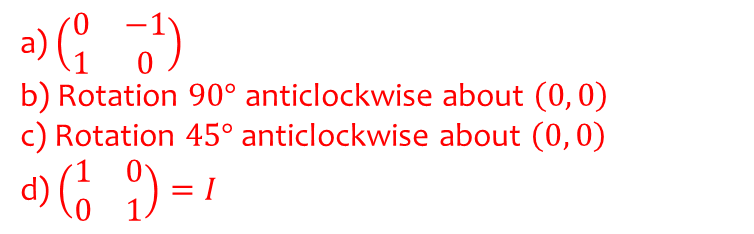 a) (0 −1
1 0)
b) Rotation 90° anticlockwise about (0, 0)
c) Rotation 45° anticlockwise about (0, 0)
d) (1 0
0 1) = I